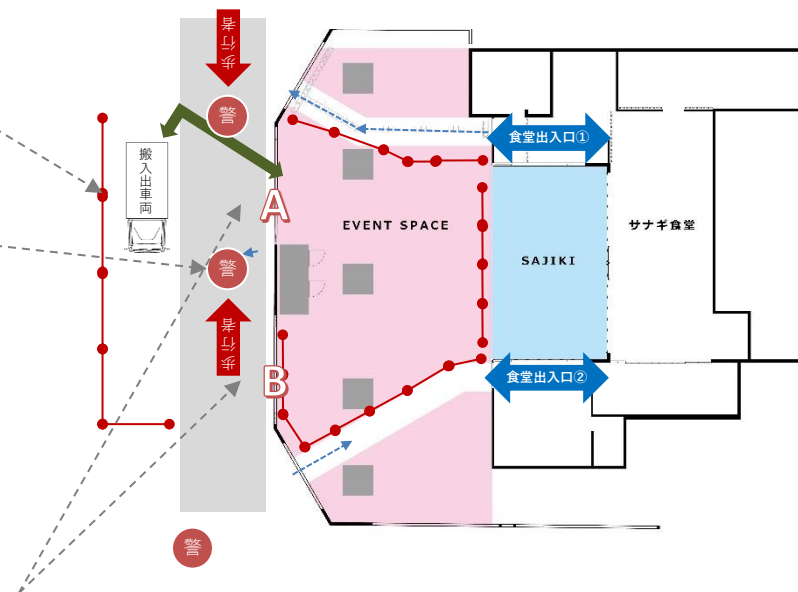 歩行者
警
食堂出入口①
搬入出車両
A
EVENT SPACE
サナギ食堂
SAJIKI
警
歩行者
B
食堂出入口②
警